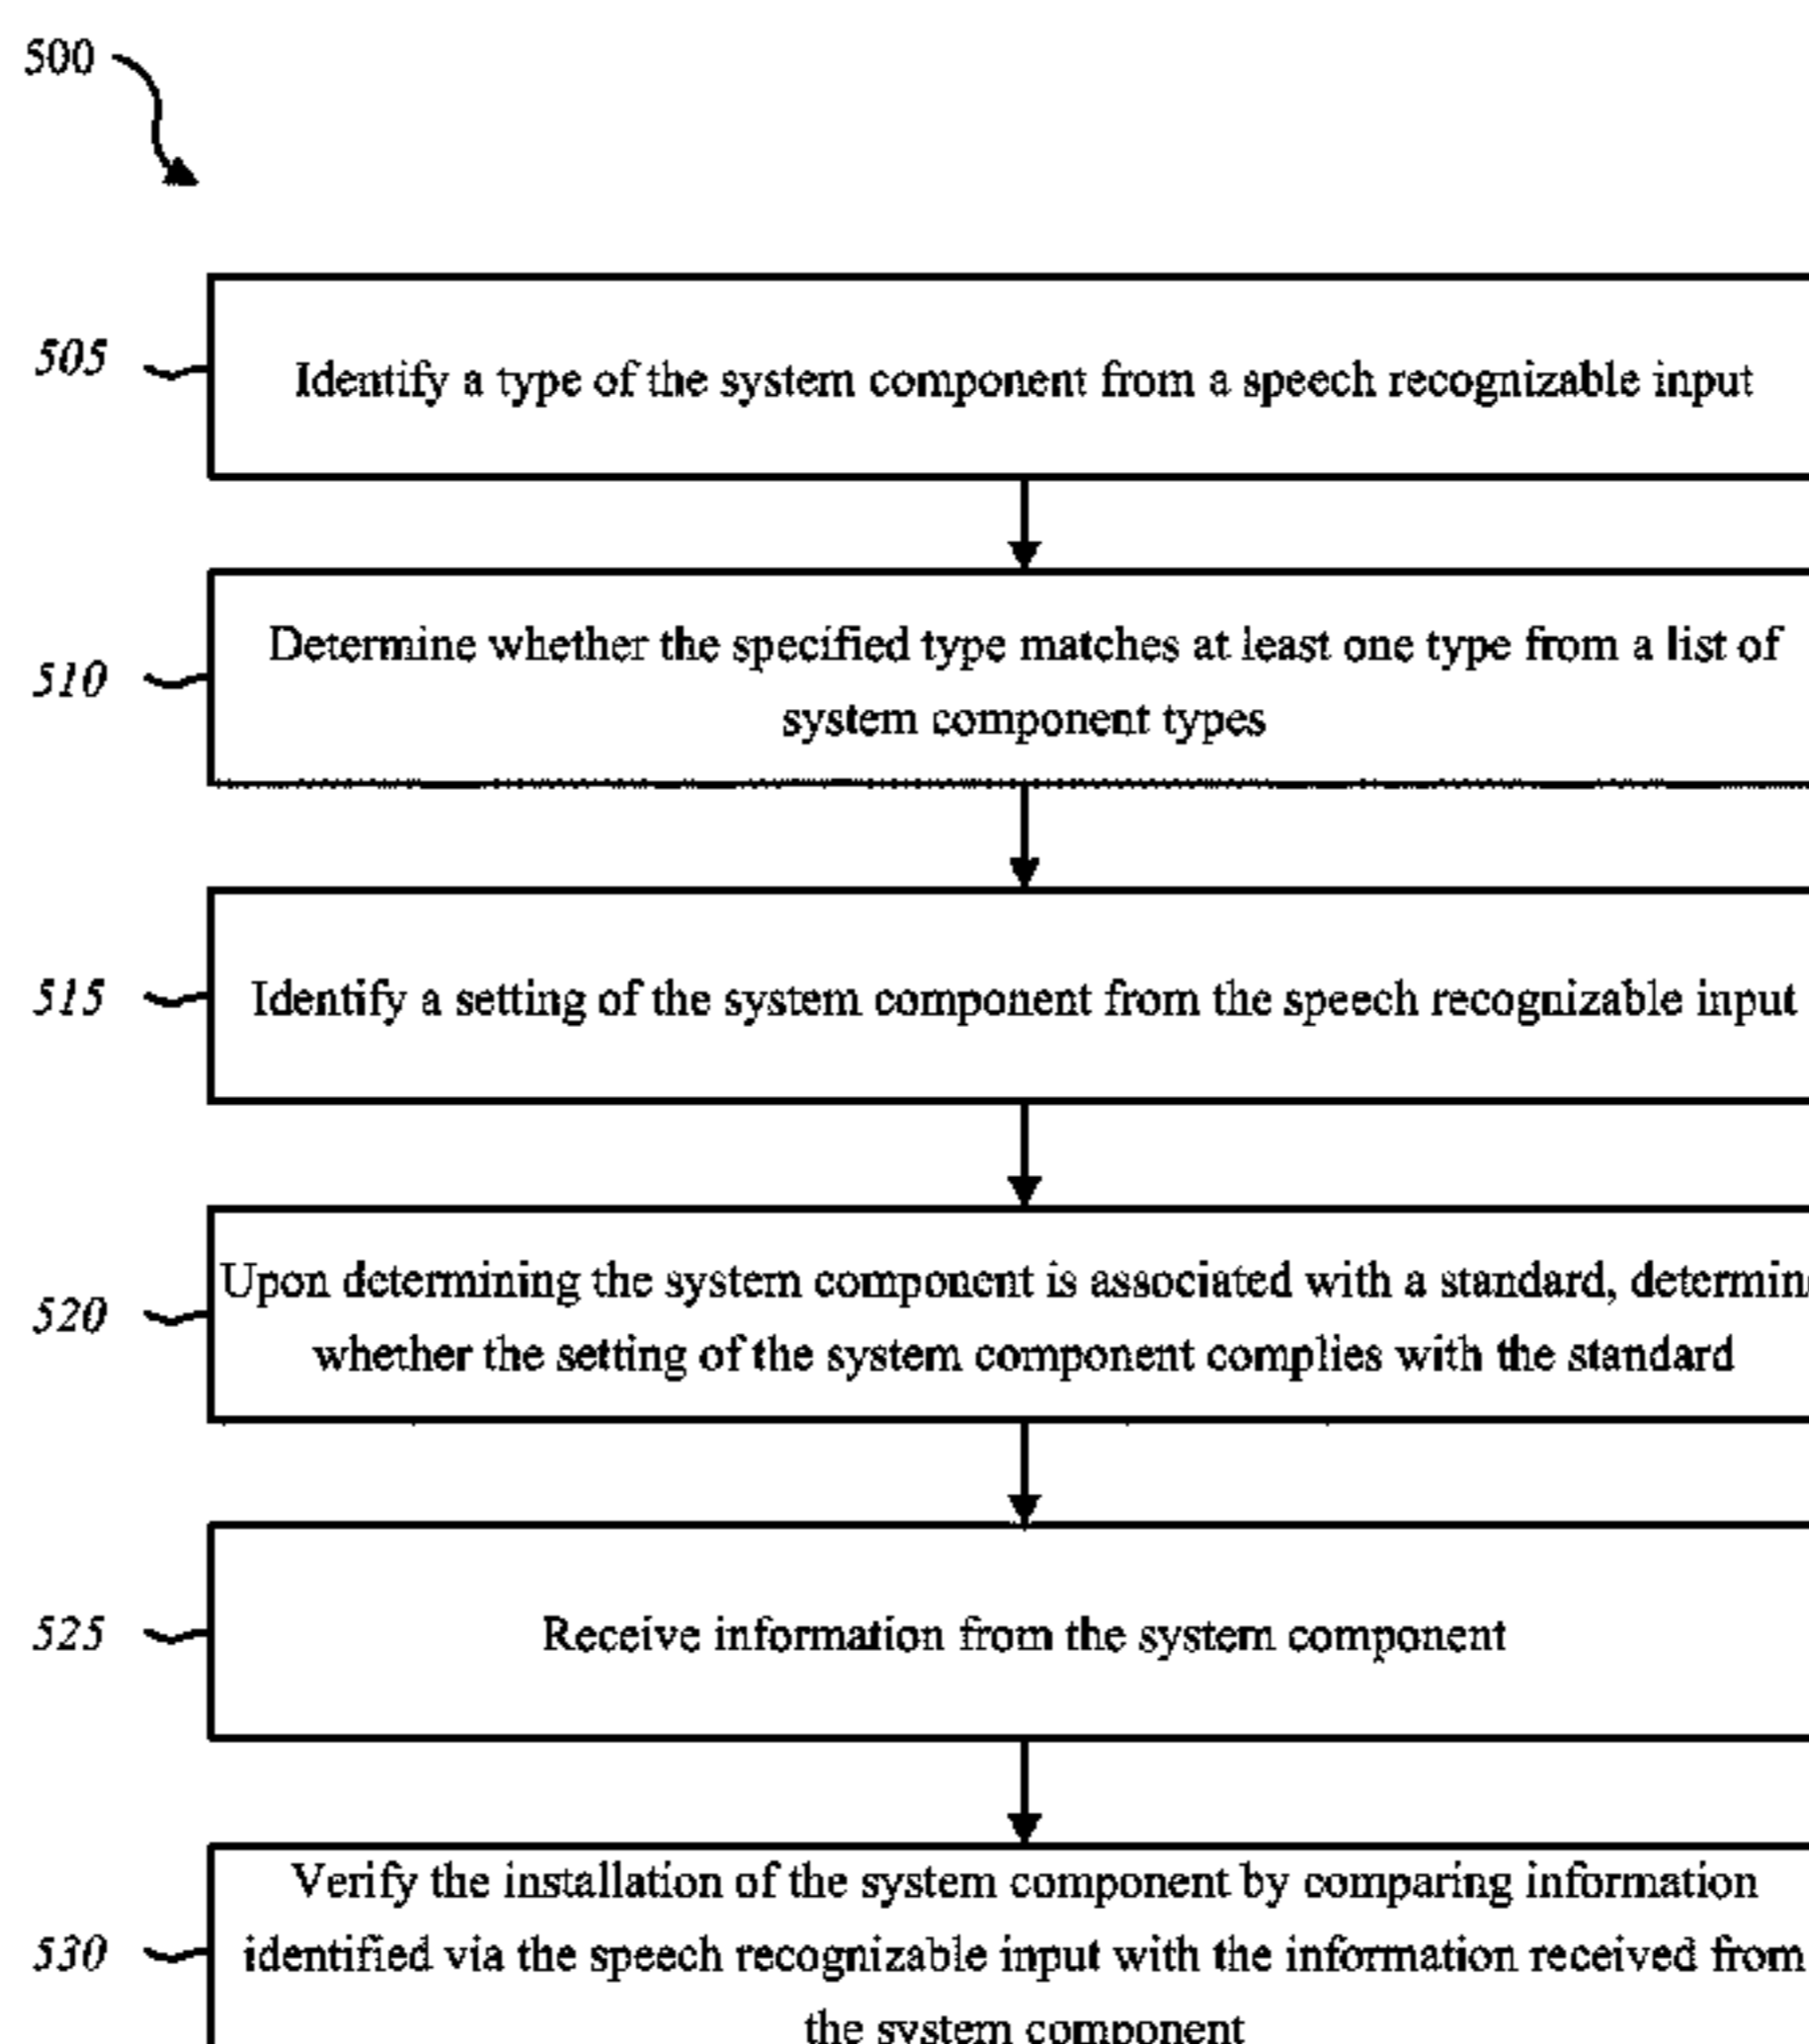 500
505
Identify a type of the system component from a speech recognizable input
510
Determine whether the specified type matches at least one type from a list of
system component types
515
Identify a setting of the system component from the speech recognizable input
520
Upon determining the system component is associated with a standard,
whether the setting of the system component complies with the standard
525
Receive information from the system component
530
Verify the installation of the system component by comparing information
identified via the speech recognizable input with the information received from
the system component